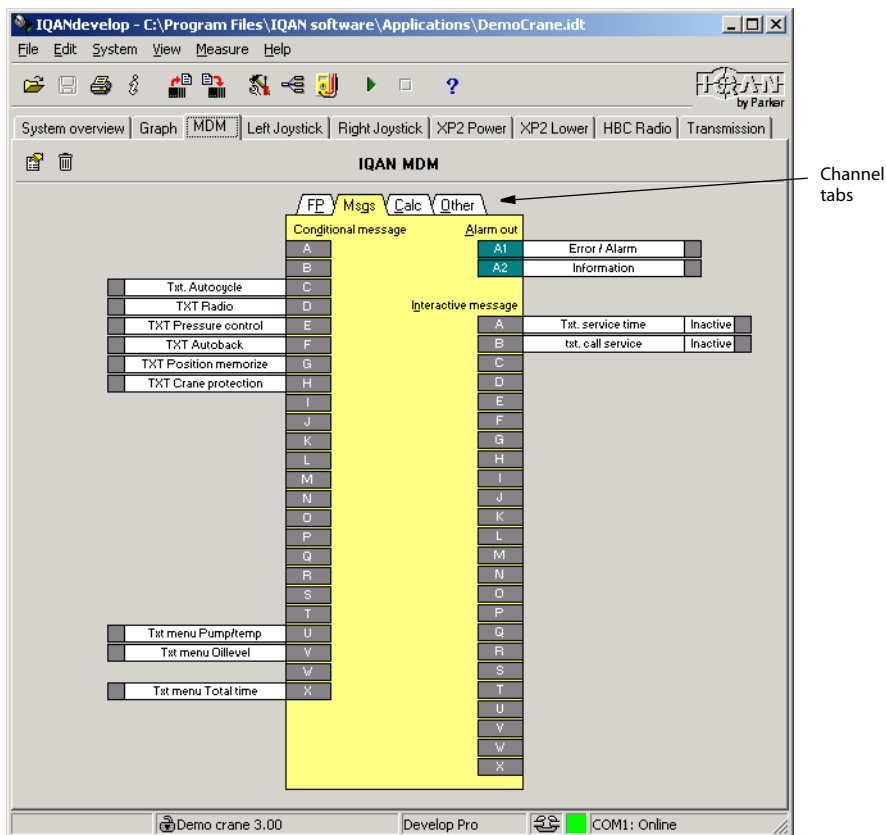 IQANdevelop - C:\Program Files\IQAN software\Applications\DemoCrane.idt
File Edit System View Measure Help
IQAN
by Parker
System overview Graph MDM Left Joystick Right Joystick XP2 Power XP2 Lower HBC Radio Transmission
IQAN MDM
Channel
tabs
FP Msgs Calc Other
Conditional message Alarm out
A A1 Error / Alarm
B A2 Information
Txt. Autocycle C
TXT Radio D Interactive message
TXT Pressure control E A Txt. service time Inactive
TXT Autoback F B txt. call service Inactive
TXT Position memorize G C
TXT Crane protection H D
I E
J F
K G
L H
M I
N J
O K
P L
Q M
R N
S O
T P
Txt menu Pump/temp U Q
Txt menu Oillevel V R
W S
Txt menu Total time X T
U
V
W
X
Demo crane 3.00 Develop Pro COM1: Online